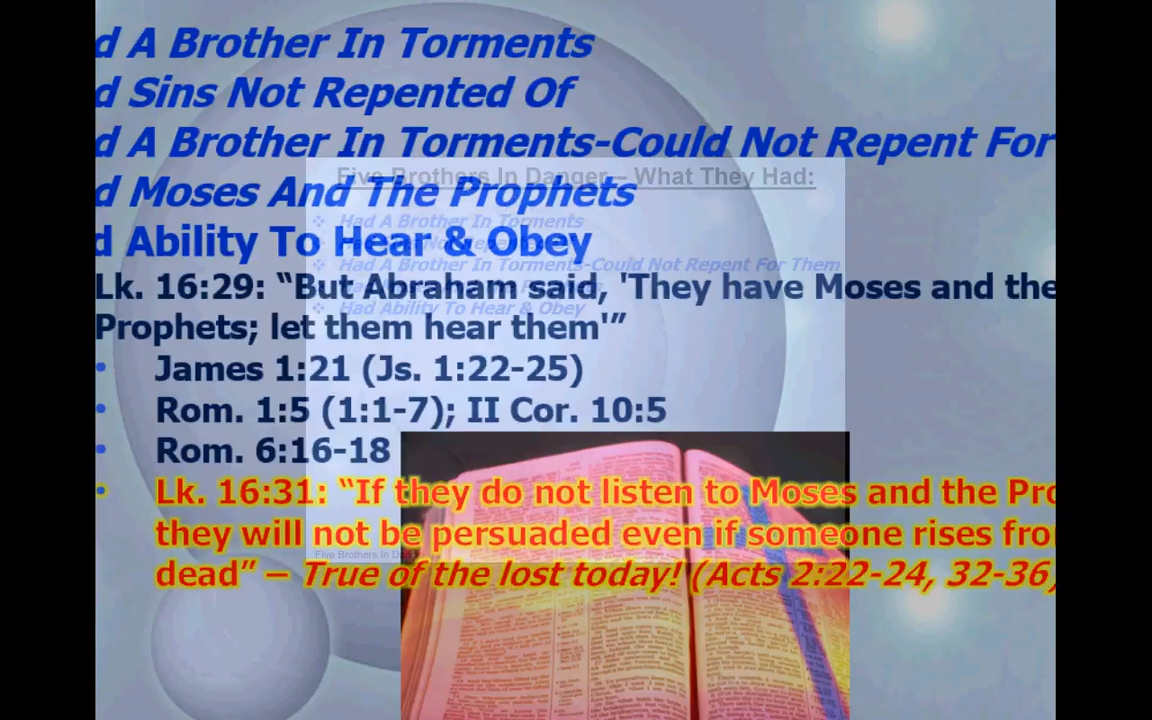 d A Brother In Torments
d Sins Not Repented Of
d A Brother In Torments-Could Not Repent For
d Moses And The Prophets
d Ability To Hear & Obey
Lk. 16:29: “But Abraham said, 'They have Moses and the
Prophets; let them hear them'”
• James 1:21 (Js. 1:22-25)
• Rom. 1:5 (1:1-7); II Cor. 10:5
• Rom. 6:16-18
• Lk. 16:31: “If they do not listen to Moses and the Pro
they will not be persuaded even if someone rises fro
dead” – True of the lost today! (Acts 2:22-24, 32-36)
Five Brothers In Danger – What They Had:
Had A Brother In Torments
Had A Brother In Torments-Could Not Repent For Them
Had Ability To Hear & Obey
Five Brothers In Dan